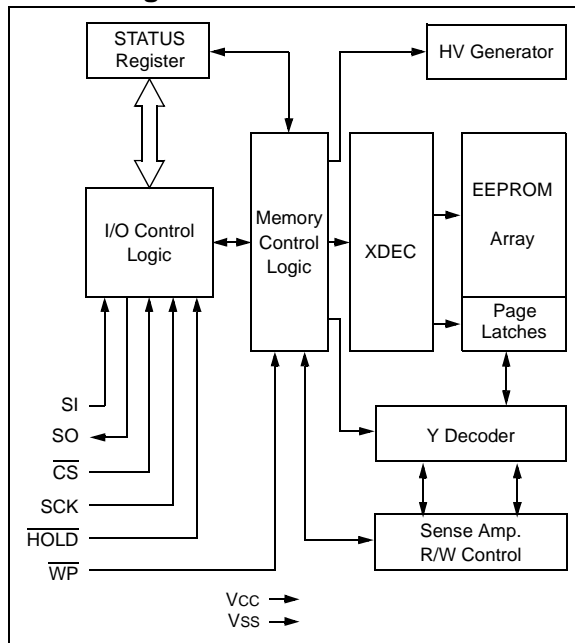 STATUS
Register
HV Generator
I/O Control
Logic
Memory
Control
Logic
XDEC
EEPROM
Array
Page
Latches
SI
SO
CS
SCK
HOLD
WP
Y Decoder
Sense Amp.
R/W Control
VCC
VSS